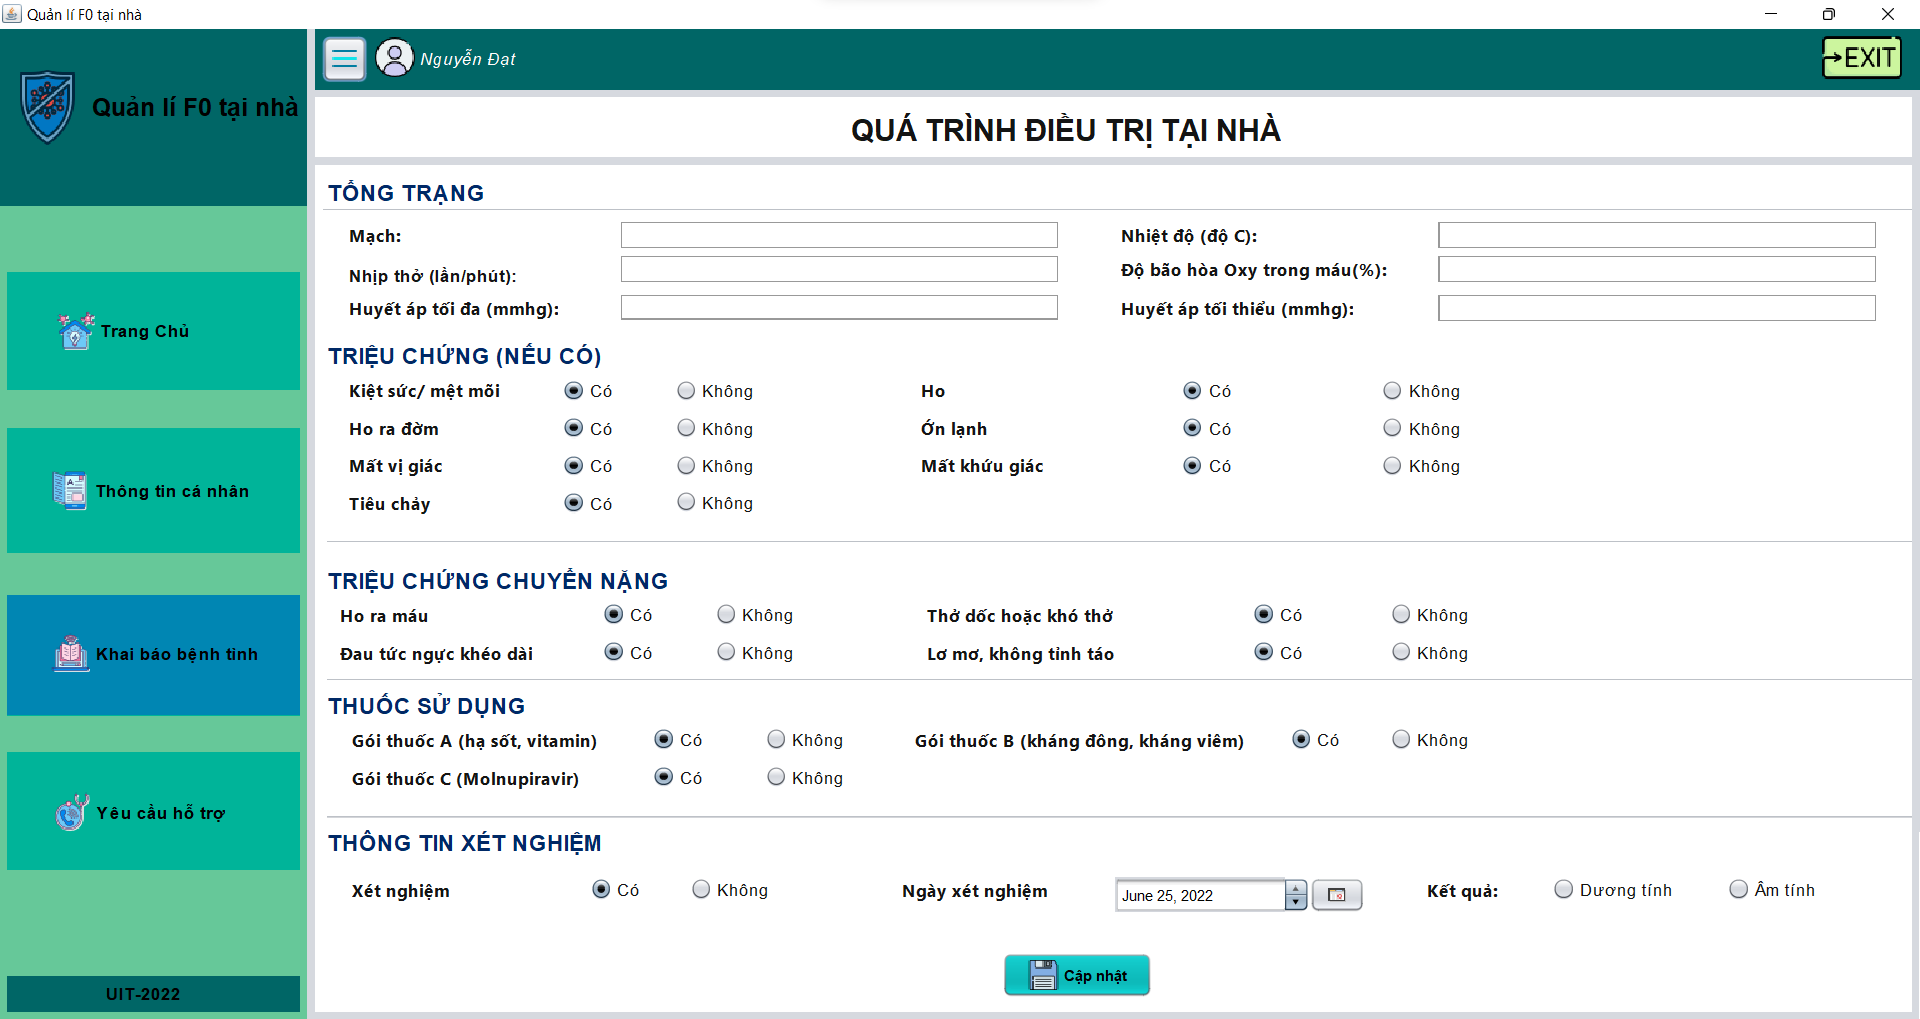 Quản lí F0 tại nhà
Nguyễn Đạt
EXIT
Quản lí F0 tại nhà
Trang Chủ
Thông tin cá nhân
Khai báo bệnh tình
Yêu cầu hỗ trợ
UIT-2022
QUÁ TRÌNH ĐIỀU TRỊ TẠI NHÀ
TỔNG TRẠNG
Mạch: Nhiệt độ (độ C):
Nhịp thở (lần/phút): Độ bão hòa Oxy trong máu(%):
Huyết áp tối đa (mmhg): Huyết áp tối thiểu (mmhg):
TRIỆU CHỨNG (NẾU CÓ)
Kiệt sức/ mệt mõi Có Không Ho Có Không
Ho ra đờm Có Không Ớn lạnh Có Không
Mất vị giác Có Không Mất khứu giác Có Không
Tiêu chảy Có Không
TRIỆU CHỨNG CHUYỂN NẶNG
Ho ra máu Có Không Thở dốc hoặc khó thở Có Không
Đau tức ngực khéo dài Có Không Lơ mơ, không tỉnh táo Có Không
THUỐC SỬ DỤNG
Gói thuốc A (hạ sốt, vitamin) Có Không Gói thuốc B (kháng đông, kháng viêm) Có Không
Gói thuốc C (Molnupiravir) Có Không
THÔNG TIN XÉT NGHIỆM
Xét nghiệm Có Không Ngày xét nghiệm June 25, 2022 Kết quả: Dương tính Âm tính
Cập nhật